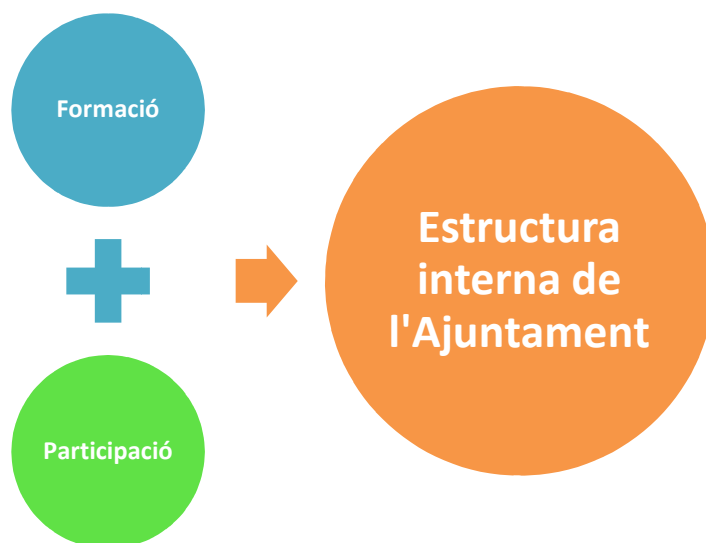 Formació
Estructura
interna de
l'Ajuntament
Participació